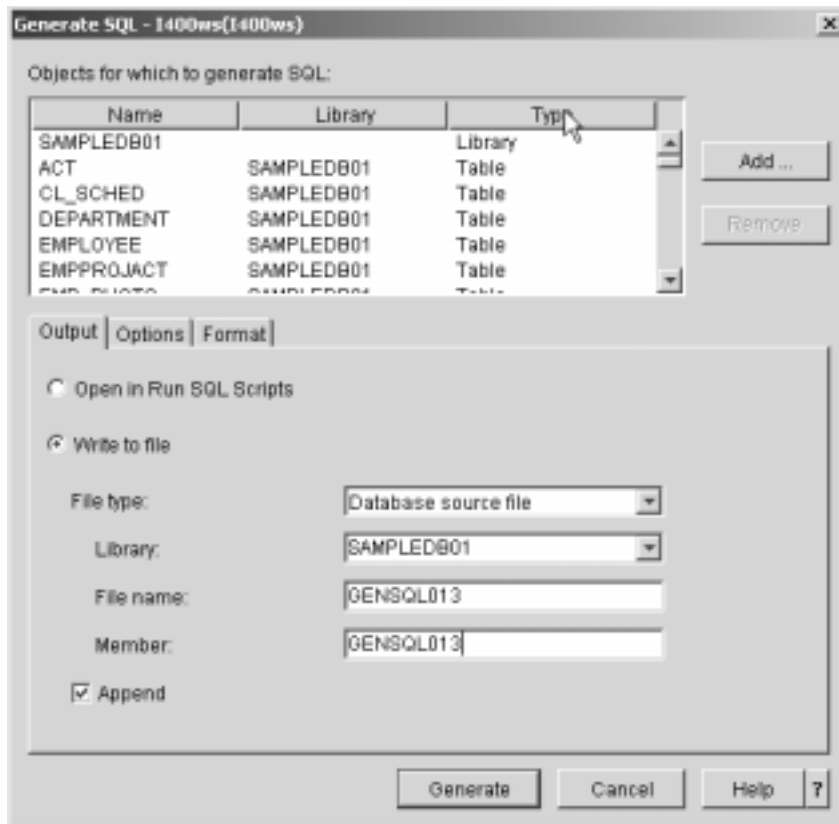 Generate SQL - I400ws(I400ws)
Objects for which to generate SQL:
Name Library Type
SAMPLEDB01 Library
ACT SAMPLEDB01 Table
CL_SCHED SAMPLEDB01 Table
DEPARTMENT SAMPLEDB01 Table
EMPLOYEE SAMPLEDB01 Table
EMPPROJACT SAMPLEDB01 Table
EMP_PHOTO SAMPLEDB01 Table
Add ...
Remove
Output Options Format
Open in Run SQL Scripts
Write to file
File type: Database source file
Library: SAMPLEDB01
File name: GENSQL013
Member: GENSQL013
Append
Generate Cancel Help ?